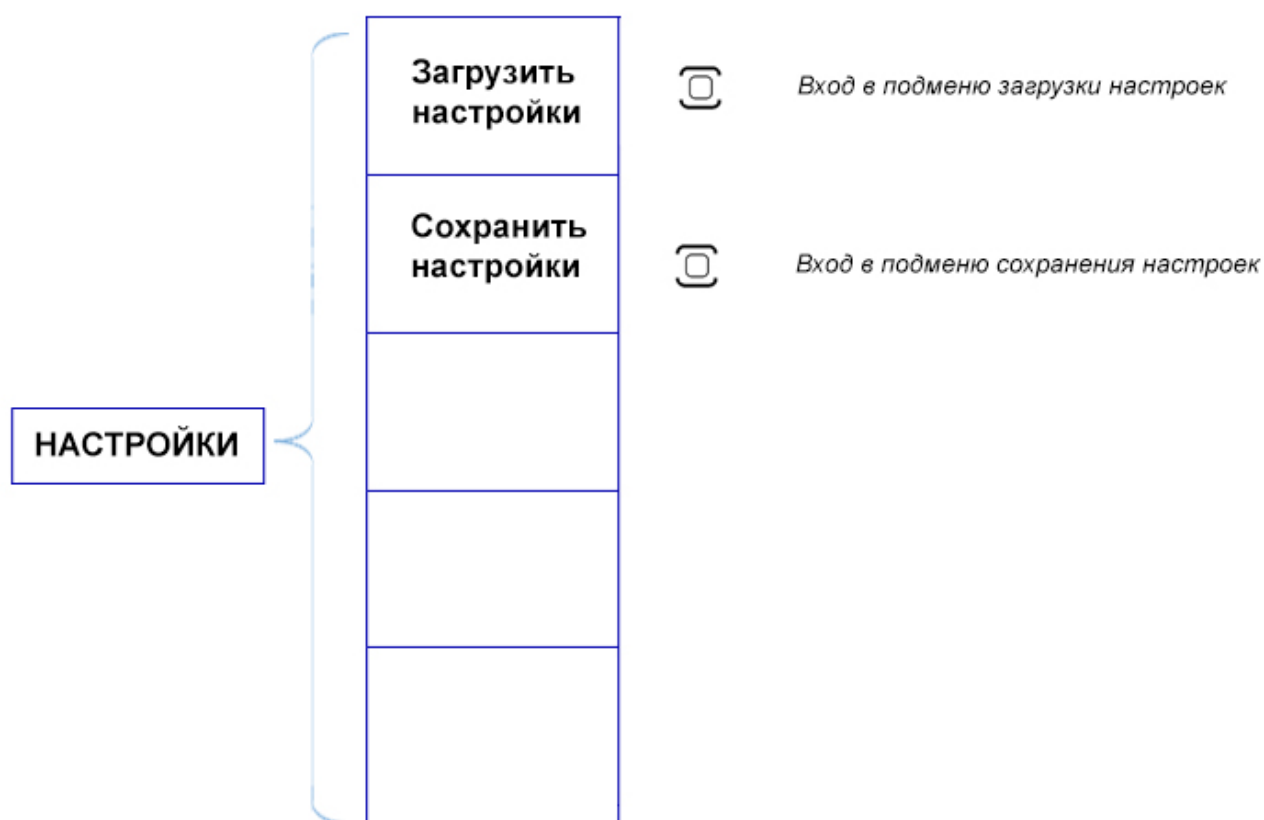 Загрузить
настройки
Вход в подменю загрузки настроек
Сохранить
настройки
Вход в подменю сохранения настроек
НАСТРОЙКИ